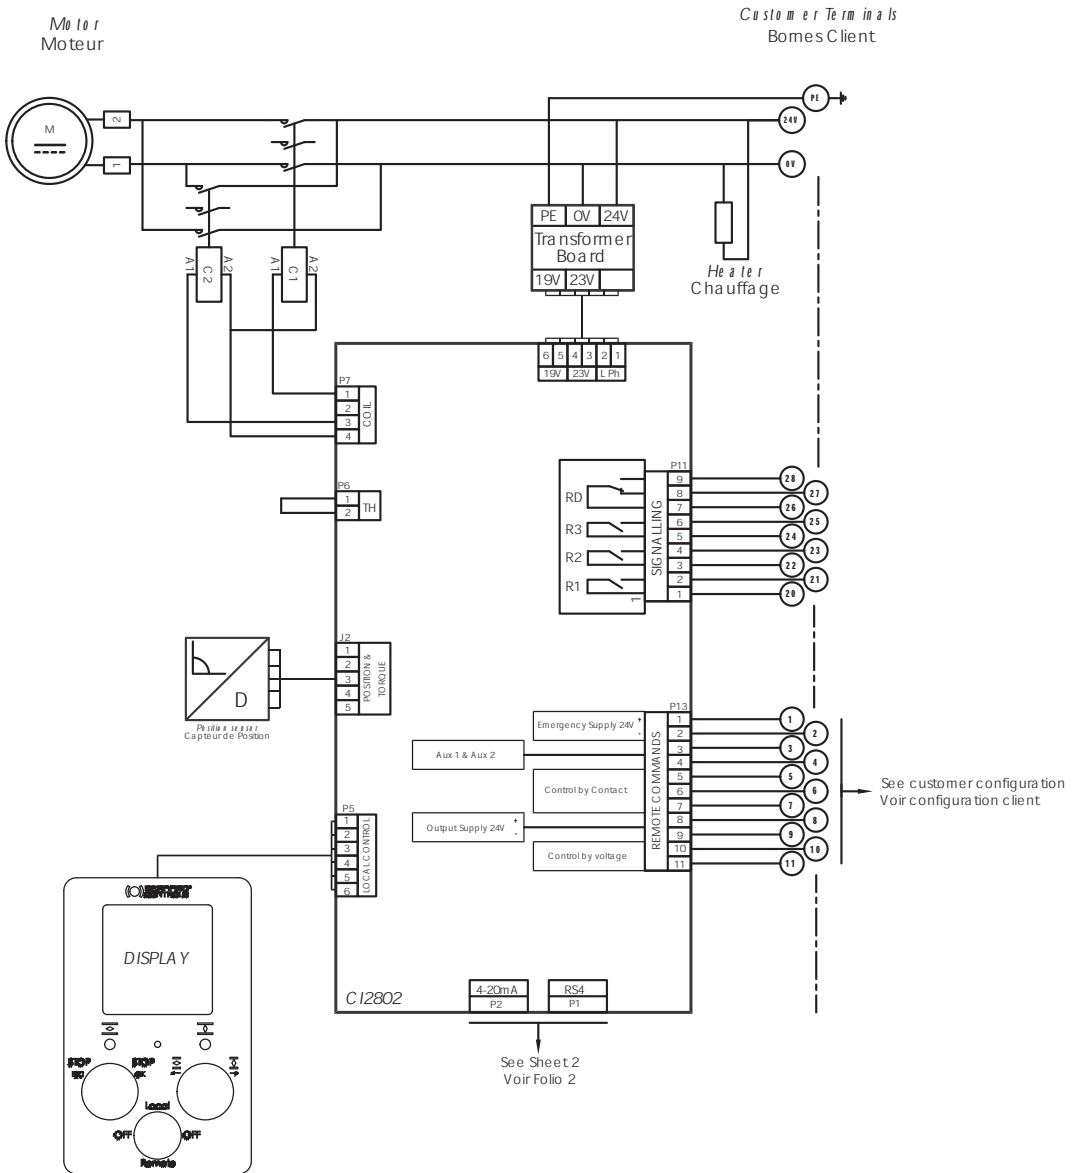 Motor
Moteur
Customer Terminals
Bornes Client
PE
24V
0V
M
2
1
PE 0V 24V
Transformer
Board
19V 23V
Heater
Chauffage
A1 C2 A2
A1 C1 A2
6 5 4 3 2 1
19V 23V L Ph
P7
1
2
3
4
COIL
P6
1
2
TH
P11
9
8
7
6
5
4
3
2
1
SIGNALLING
RD
R3
R2
R1
1
28
27
26
25
24
23
22
21
20
J2
1
2
3
4
5
POSITION &
TORQUE
D
Position sensor
Capteur de Position
P13
1
2
3
4
5
6
7
8
9
10
11
REMOTE COMMANDS
Emergency Supply 24V + -
Aux 1 & Aux 2
Control by Contact
Output Supply 24V + -
Control by voltage
1
2
3
4
5
6
7
8
9
10
11
See customer configuration
Voir configuration client
P5
1
2
3
4
5
6
LOCAL CONTROL
DISPLAY
STOP
STOP
OK
Local
OFF OFF
Remote
CI2802
4-20mA
P2
RS4
P1
See Sheet 2
Voir Folio 2